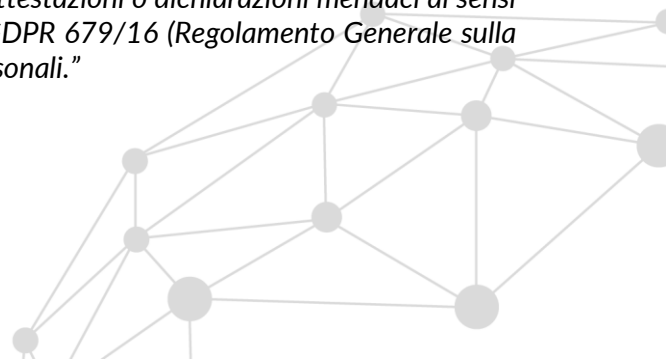 ttestazioni o dichiarazioni mendaci ai sensi
DPR 679/16 (Regolamento Generale sulla
sonali.”